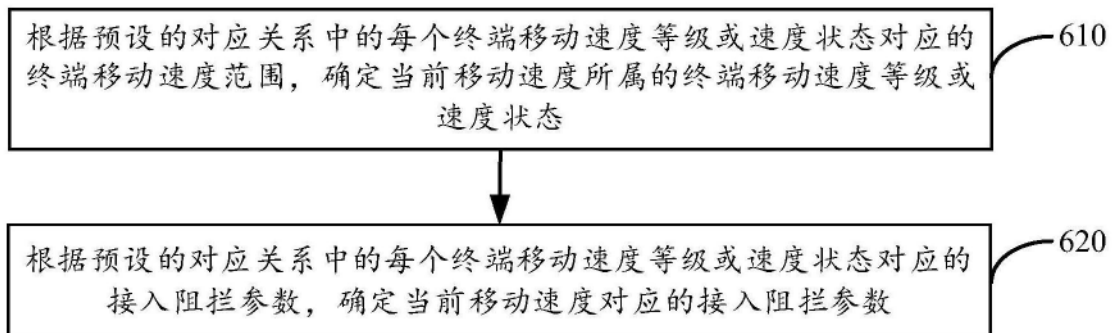 根据预设的对应关系中的每个终端移动速度等级或速度状态对应的
终端移动速度范围，确定当前移动速度所属的终端移动速度等级或
速度状态
610
根据预设的对应关系中的每个终端移动速度等级或速度状态对应的
接入阻拦参数，确定当前移动速度对应的接入阻拦参数
620